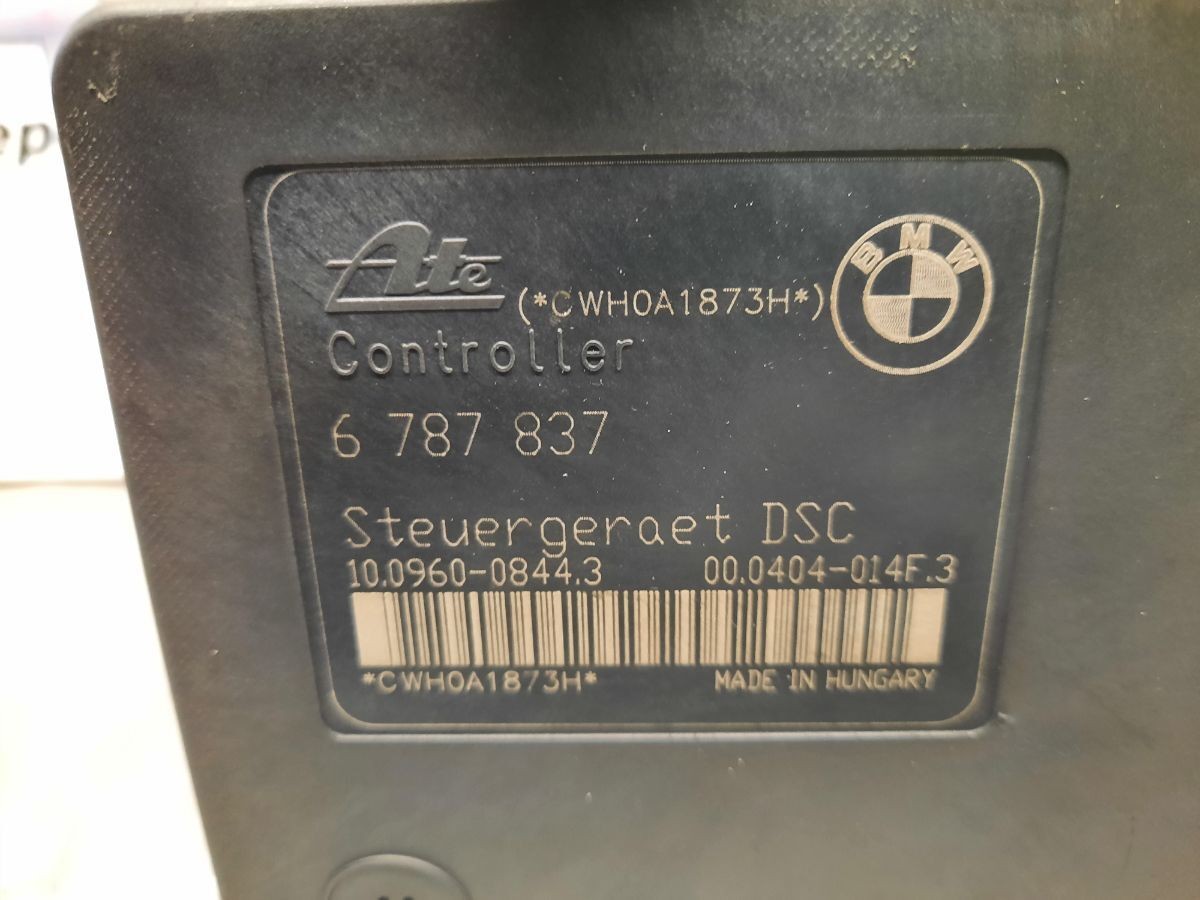 ep
Ate
(*CWH0A1873H*)
BMW
Controller
6 787 837
Steuergeraet DSC
10.0960-0844.3 00.0404-014F.3
*CWH0A1873H* MADE IN HUNGARY